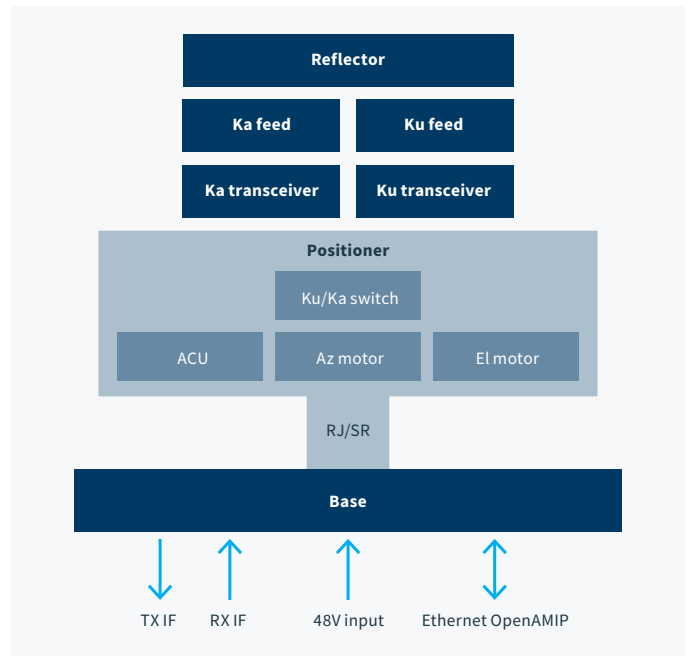 Reflector
Ka feed
Ku feed
Ka transceiver
Ku transceiver
Positioner
Ku/Ka switch
ACU
Az motor
El motor
RJ/SR
Base
TX IF
RX IF
48V input
Ethernet OpenAMIP